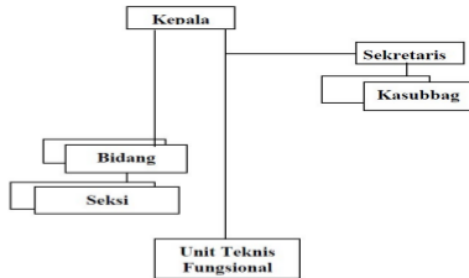 Kepala
Sekretaris
Kasubbag
Bidang
Seksi
Unit Teknis
Fungsional